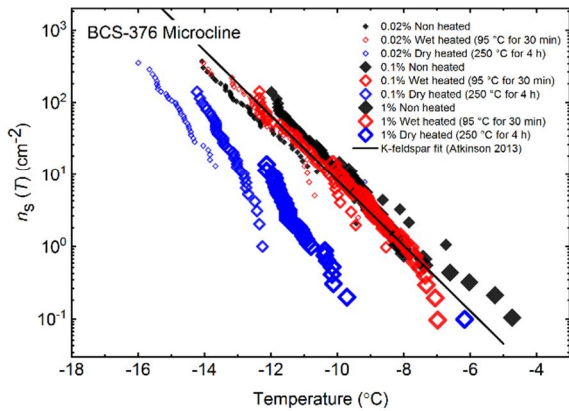 BCS-376 Microcline
0.02% Non heated
0.02% Wet heated (95 °C for 30 min)
0.02% Dry heated (250 °C for 4 h)
0.1% Non heated
0.1% Wet heated (95 °C for 30 min)
0.1% Dry heated (250 °C for 4 h)
1% Non heated
1% Wet heated (95 °C for 30 min)
1% Dry heated (250 °C for 4 h)
K-feldspar fit (Atkinson 2013)
10³
10²
10¹
10⁰
10⁻¹
nₛ (T) (cm⁻²)
-18 -16 -14 -12 -10 -8 -6 -4
Temperature (°C)